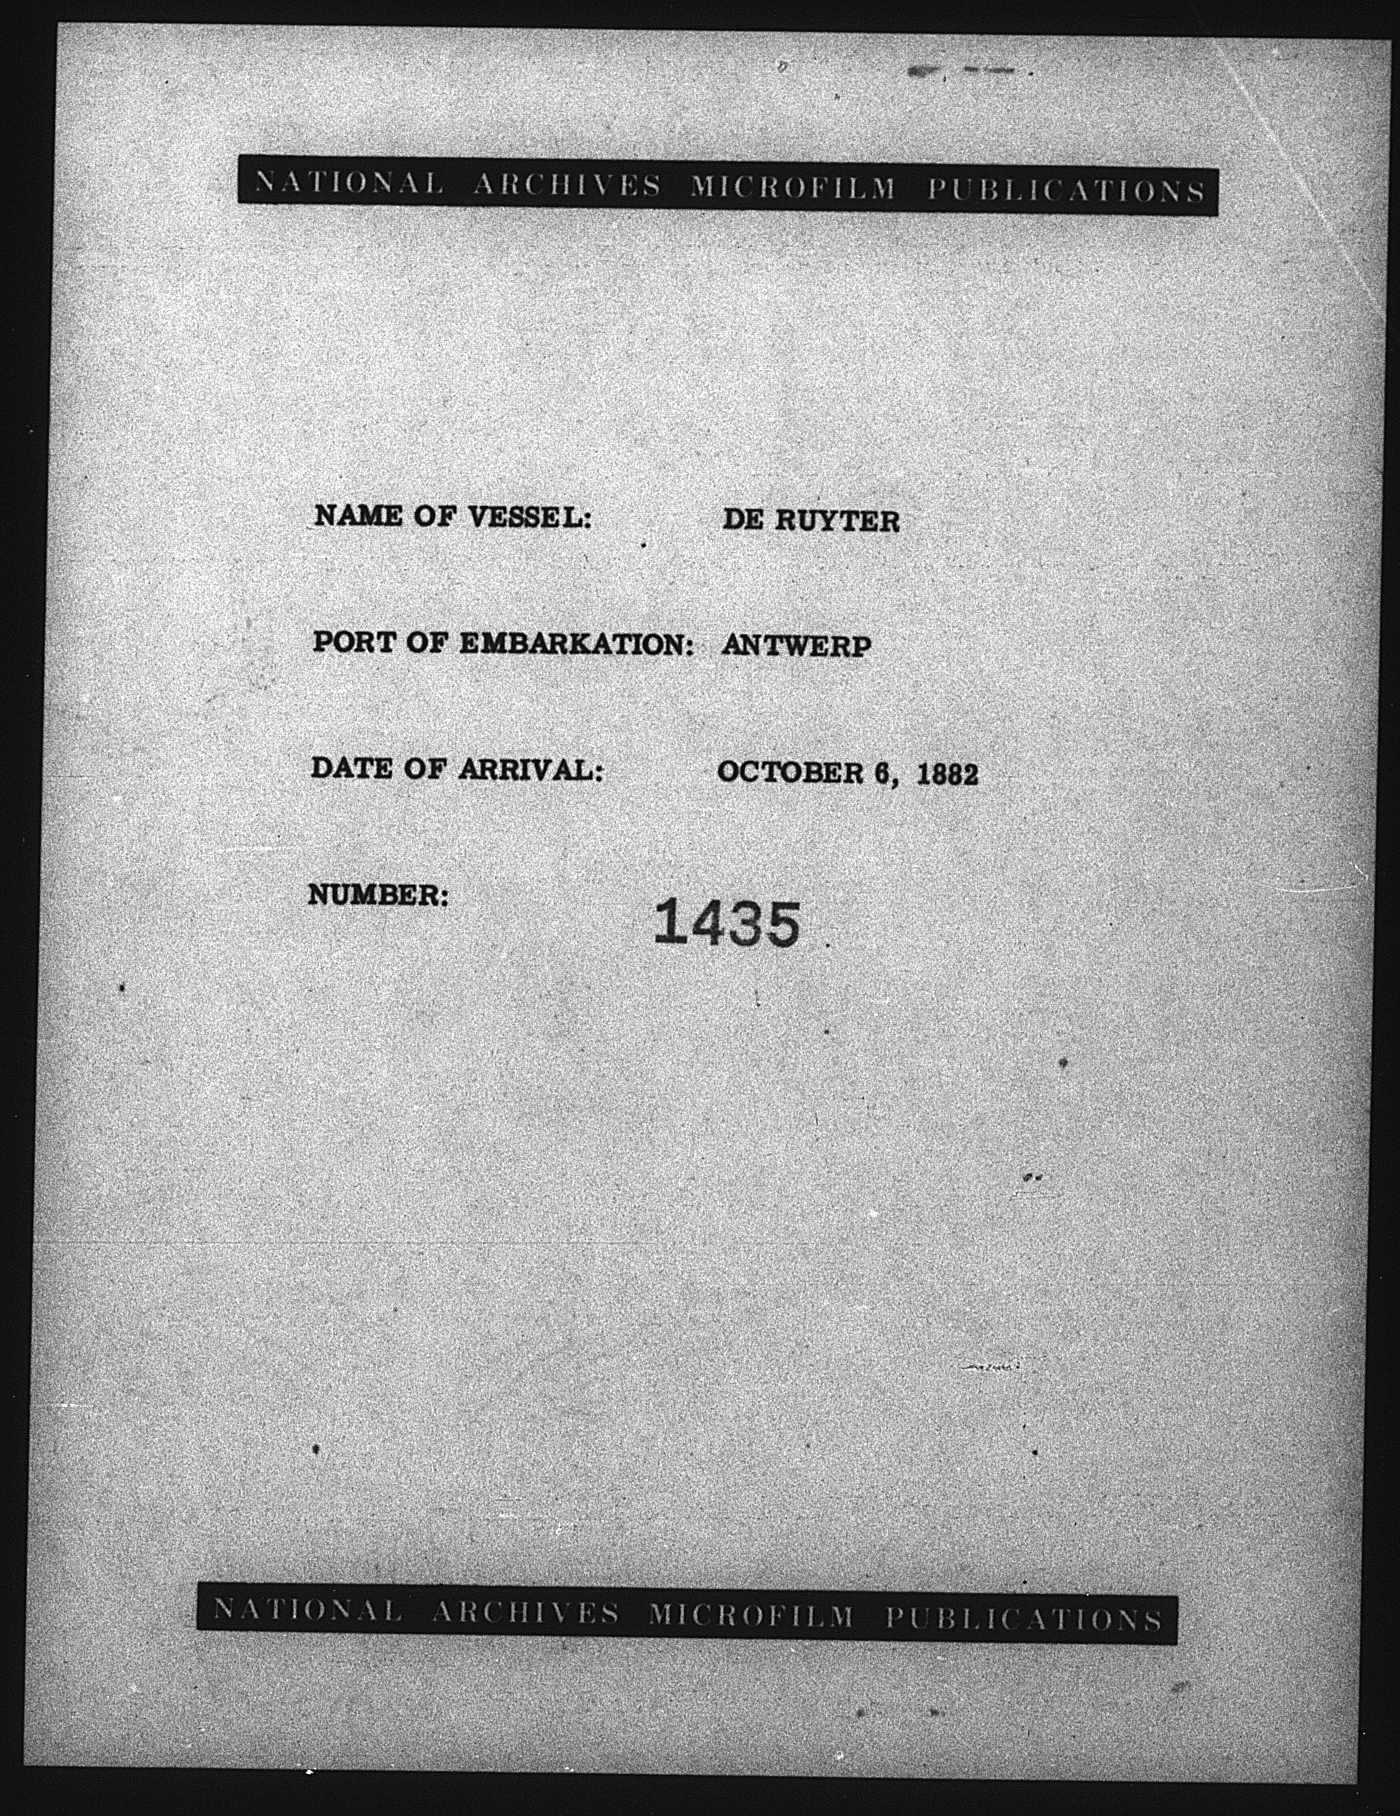 NATIONAL ARCHIVES MICROFILM PUBLICATIONS
NAME OF VESSEL: DE RUYTER
PORT OF EMBARKATION: ANTWERP
DATE OF ARRIVAL: OCTOBER 6, 1882
NUMBER: 1435
NATIONAL ARCHIVES MICROFILM PUBLICATIONS